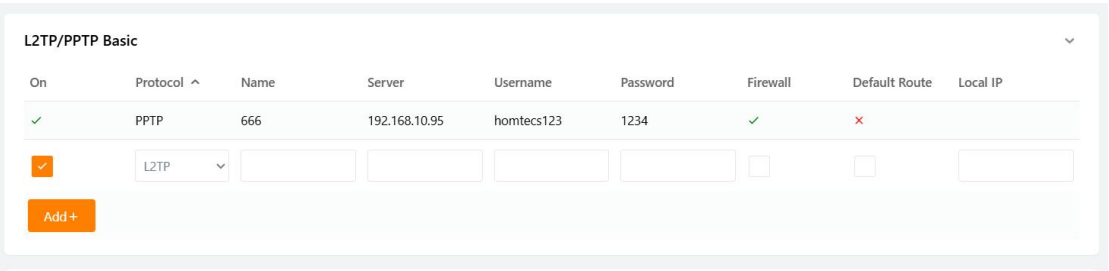 L2TP/PPTP Basic
On Protocol Name Server Username Password Firewall Default Route Local IP
PPTP 666 192.168.10.95 homtecs123 1234
L2TP
Add+